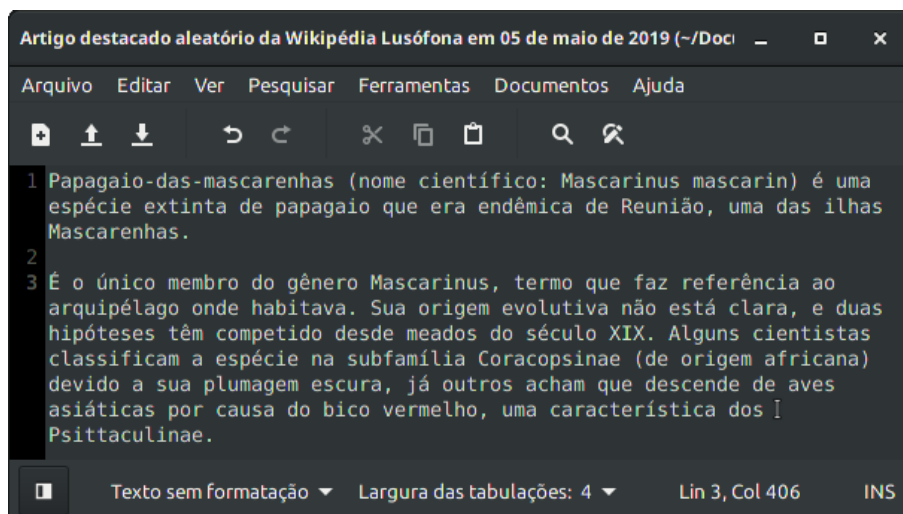 Artigo destacado aleatório da Wikipédia Lusófona em 05 de maio de 2019 (~/Docu
Arquivo Editar Ver Pesquisar Ferramentas Documentos Ajuda
1 Papagaio-das-mascarenhas (nome científico: Mascarinus mascarin) é uma
espécie extinta de papagaio que era endêmica de Reunião, uma das ilhas
Mascarenhas.
2
3 É o único membro do gênero Mascarinus, termo que faz referência ao
arquipélago onde habitava. Sua origem evolutiva não está clara, e duas
hipóteses têm competido desde meados do século XIX. Alguns cientistas
classificam a espécie na subfamília Coracopsinae (de origem africana)
devido a sua plumagem escura, já outros acham que descende de aves
asiáticas por causa do bico vermelho, uma característica dos
Psittaculinae.
Texto sem formatação Largura das tabulações: 4 Lin 3, Col 406 INS